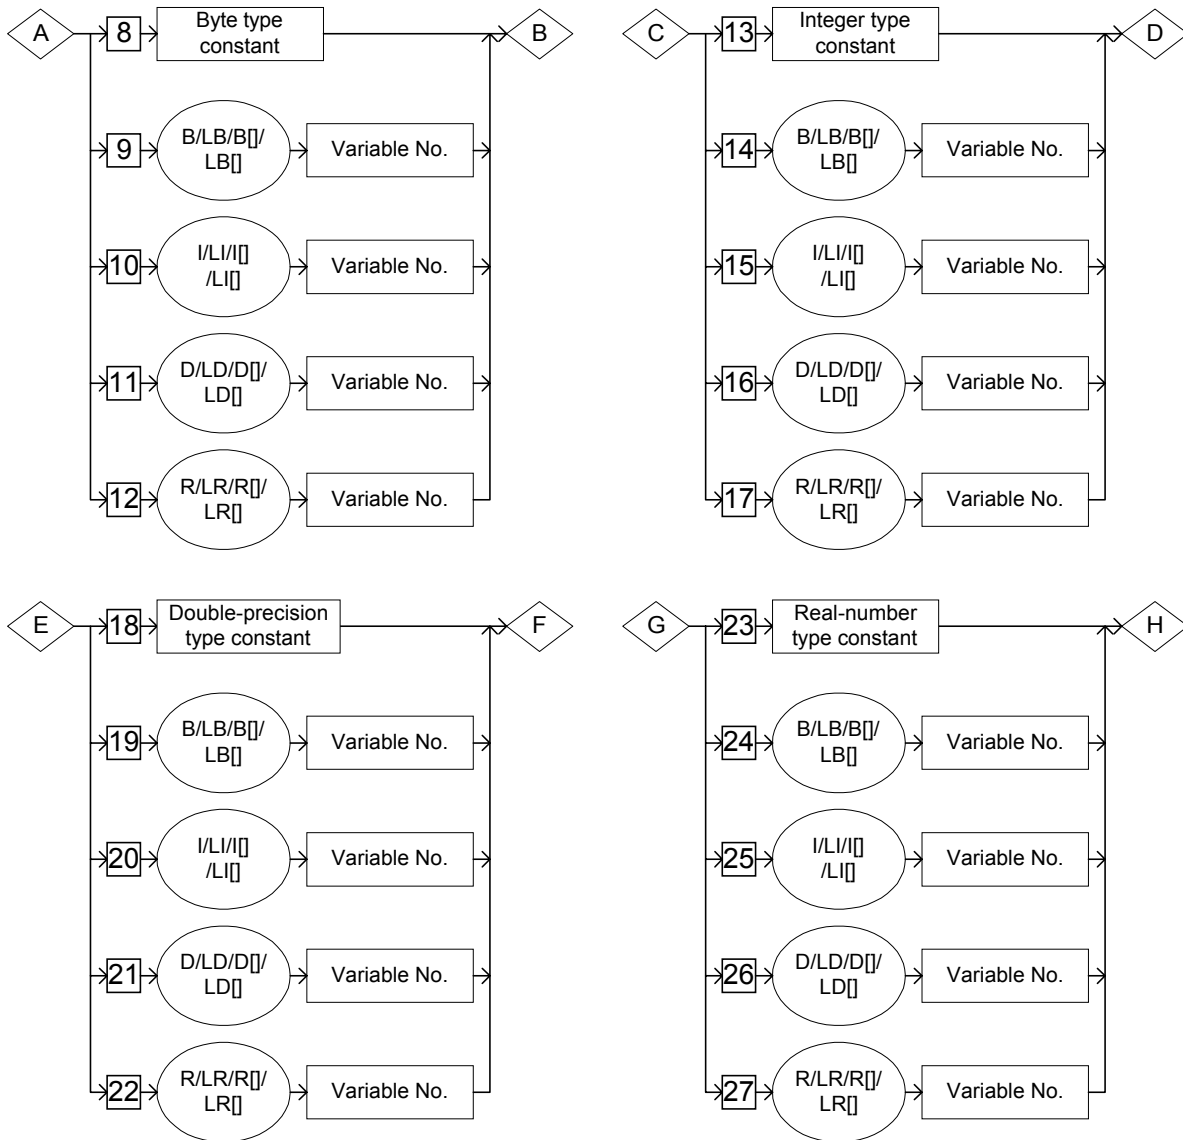 A
8
Byte type
constant
B
9
B/LB/B[]/
LB[]
Variable No.
10
I/LI/I[]
/LI[]
Variable No.
11
D/LD/D[]/
LD[]
Variable No.
12
R/LR/R[]/
LR[]
Variable No.
C
13
Integer type
constant
D
14
B/LB/B[]/
LB[]
Variable No.
15
I/LI/I[]
/LI[]
Variable No.
16
D/LD/D[]/
LD[]
Variable No.
17
R/LR/R[]/
LR[]
Variable No.
E
18
Double-precision
type constant
F
19
B/LB/B[]/
LB[]
Variable No.
20
I/LI/I[]
/LI[]
Variable No.
21
D/LD/D[]/
LD[]
Variable No.
22
R/LR/R[]/
LR[]
Variable No.
G
23
Real-number
type constant
H
24
B/LB/B[]/
LB[]
Variable No.
25
I/LI/I[]
/LI[]
Variable No.
26
D/LD/D[]/
LD[]
Variable No.
27
R/LR/R[]/
LR[]
Variable No.